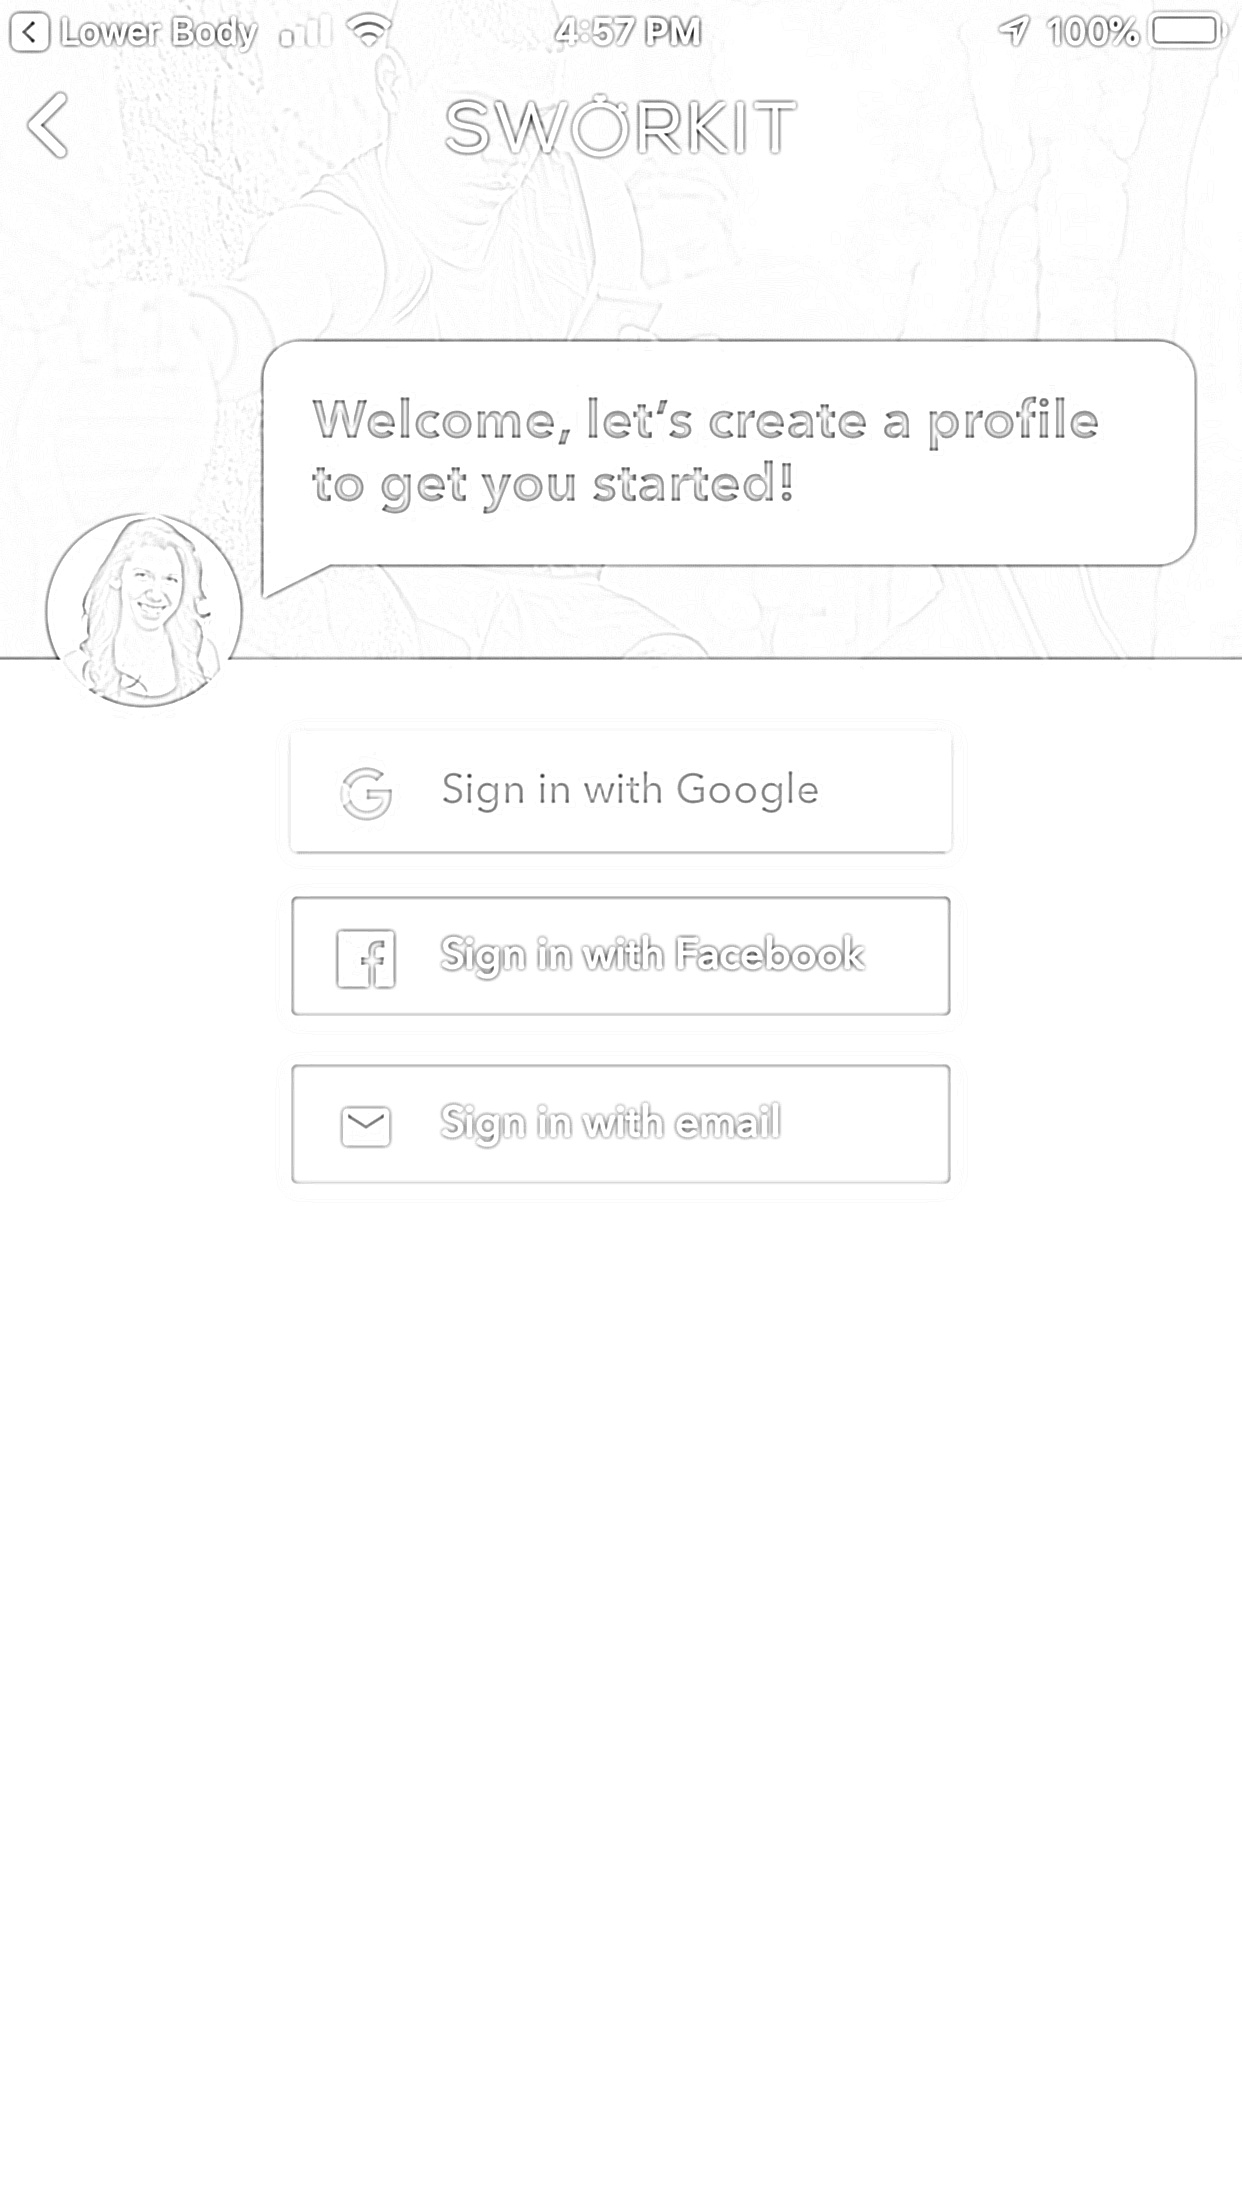 Lower Body 4:57 PM 100%
SWORKIT
Welcome, let's create a profile
to get you started!
Sign in with Google
Sign in with Facebook
Sign in with email